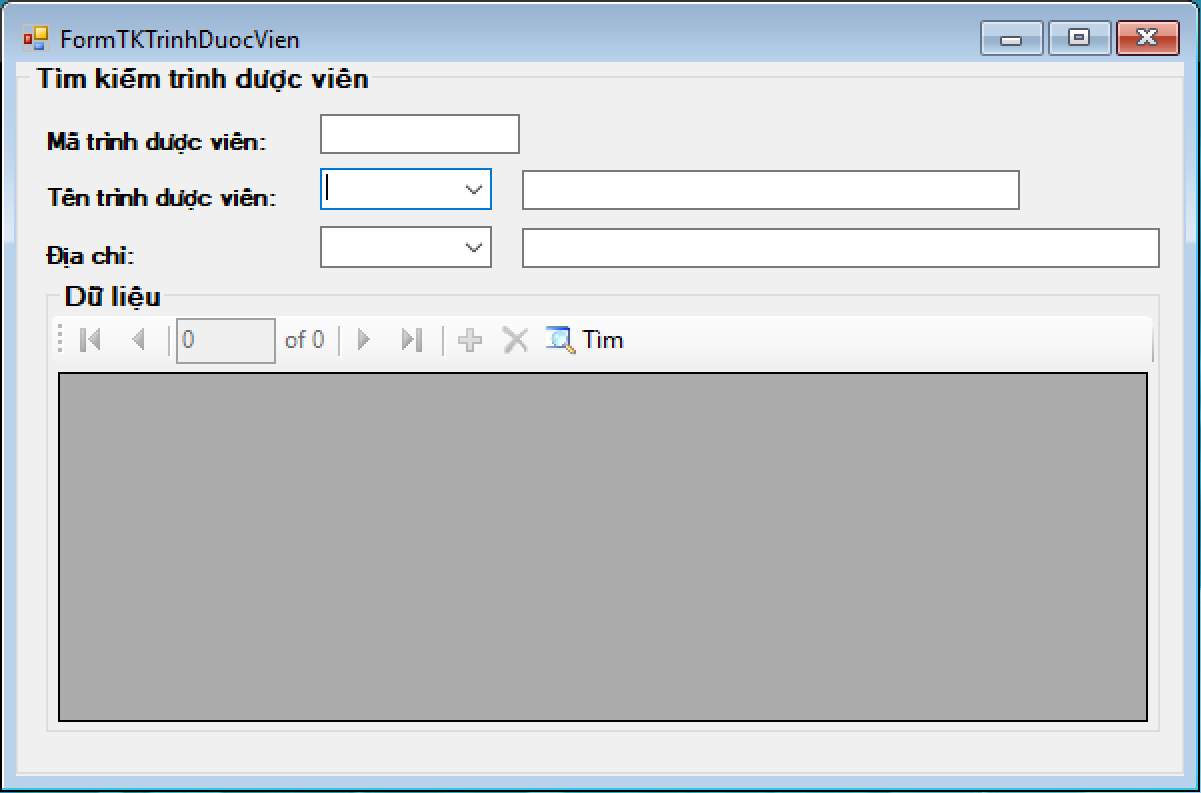 FormTKTrinhDuocVien
Tìm kiếm trình dược viên
Mã trình dược viên:
Tên trình dược viên:
Địa chỉ:
Dữ liệu
0 of 0 Tìm